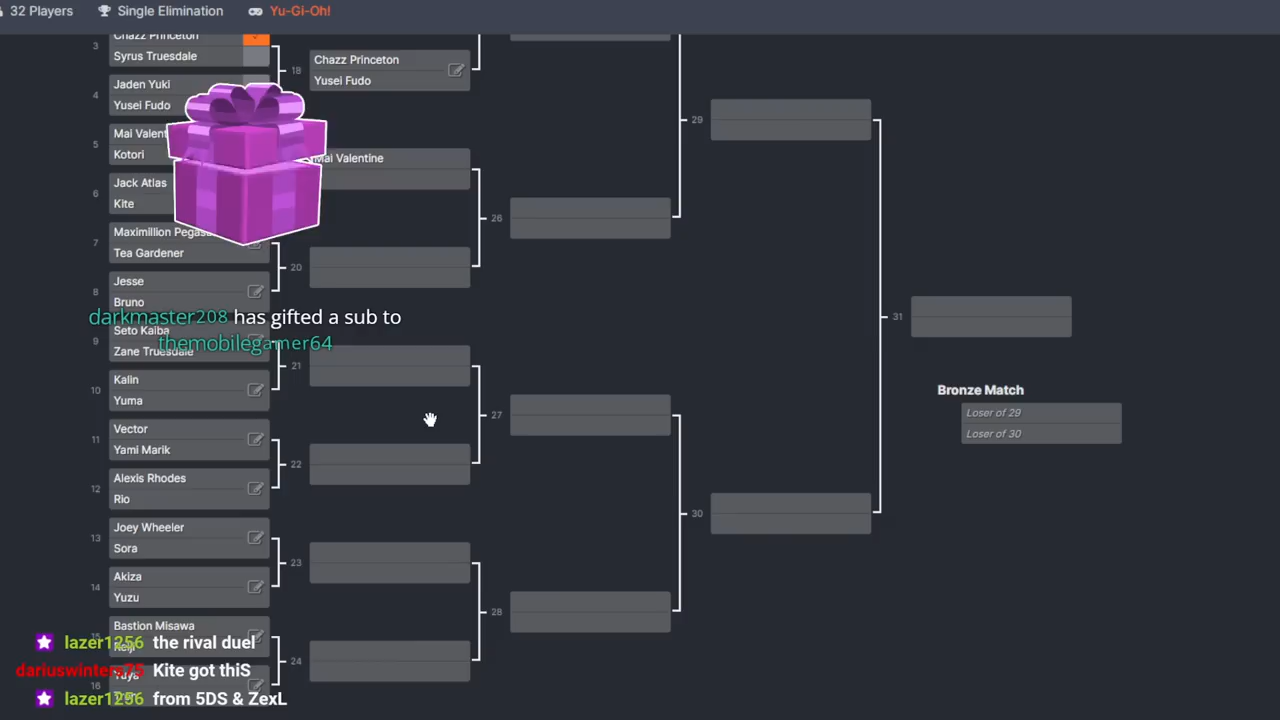 32 Players Single Elimination Yu-Gi-Oh!
3 Chazz Princeton
Syrus Truesdale
18 Chazz Princeton
Yusei Fudo
4 Jaden Yuki
Yusei Fudo
5 Mai Valent
Kotori
Mai Valentine
6 Jack Atlas
Kite
7 Maximillion Pegasus
Tea Gardener
20
8 Jesse
Bruno
26
29
darkmaster208 has gifted a sub to
themobilegamer64
9 Seto Kaiba
Zane Truesdale
21
10 Kalin
Yuma
27
31
11 Vector
Yami Marik
22
12 Alexis Rhodes
Rio
30
Bronze Match
Loser of 29
Loser of 30
13 Joey Wheeler
Sora
23
14 Akiza
Yuzu
28
15 Bastion Misawa
24
16 Yuya
lazer1256 the rival duel
dariuswinters25 Kite got thiS
lazer1256 from 5DS & ZexL